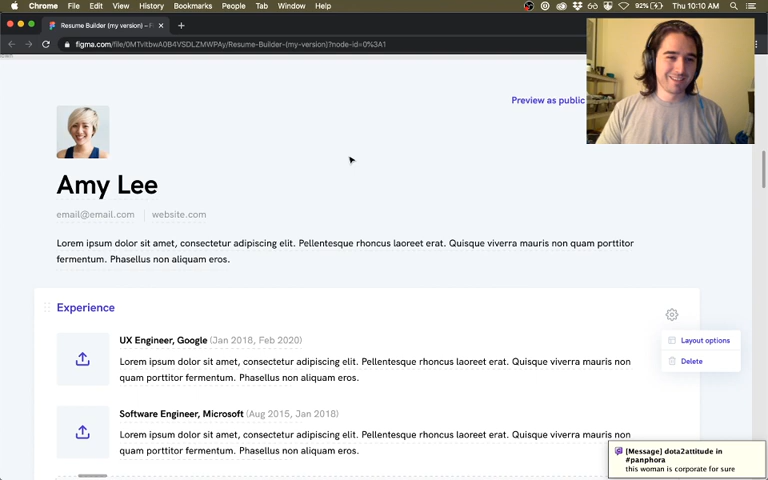 Chrome File Edit View History Bookmarks People Tab Window Help 92% Thu 10:10 AM
Resume Builder (my version) – F
figma.com/file/0MTvltbwA0B4VSDLZMWPAy/Resume-Builder-(my-version)?node-id=0%3A1
Preview as public
Amy Lee
email@email.com website.com
Lorem ipsum dolor sit amet, consectetur adipiscing elit. Pellentesque rhoncus laoreet erat. Quisque viverra mauris non quam porttitor
fermentum. Phasellus non aliquam eros.
Experience
UX Engineer, Google (Jan 2018, Feb 2020)
Layout options
Lorem ipsum dolor sit amet, consectetur adipiscing elit. Pellentesque rhoncus laoreet erat. Quisque viverra mauris non
Delete
quam porttitor fermentum. Phasellus non aliquam eros.
Software Engineer, Microsoft (Aug 2015, Jan 2018)
Lorem ipsum dolor sit amet, consectetur adipiscing elit. Pellentesque rhoncus laoreet erat. Quisque viverra mauris non
quam porttitor fermentum. Phasellus non aliquam eros.
[Message] dota2attitude in
#panphora
this woman is corporate for sure